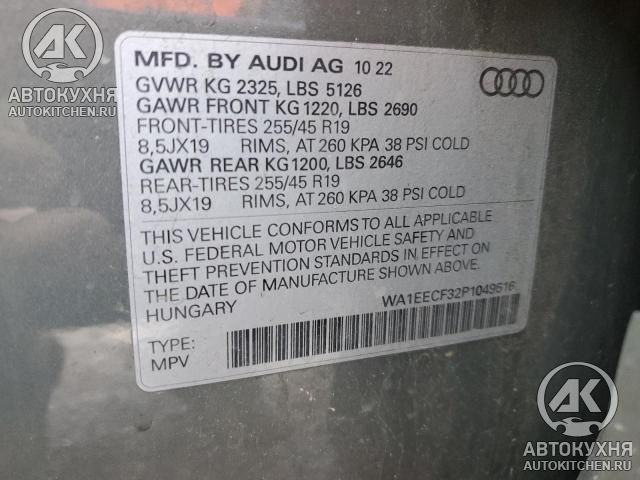 АК
АВТОКУХНЯ
AUTOKITCHEN.RU
MFD. BY AUDI AG 10 22
GVWR KG 2325, LBS 5126
GAWR FRONT KG1220, LBS 2690
FRONT-TIRES 255/45 R19
8,5JX19 RIMS, AT 260 KPA 38 PSI COLD
GAWR REAR KG1200, LBS 2646
REAR-TIRES 255/45 R19
8,5JX19 RIMS, AT 260 KPA 38 PSI COLD
THIS VEHICLE CONFORMS TO ALL APPLICABLE
U.S. FEDERAL MOTOR VEHICLE SAFETY AND
THEFT PREVENTION STANDARDS IN EFFECT ON
THE DATE OF MANUFACTURE SHOWN ABOVE.
HUNGARY
WA1EECF32P1049516
TYPE:
MPV
АК
АВТОКУХНЯ
AUTOKITCHEN.RU